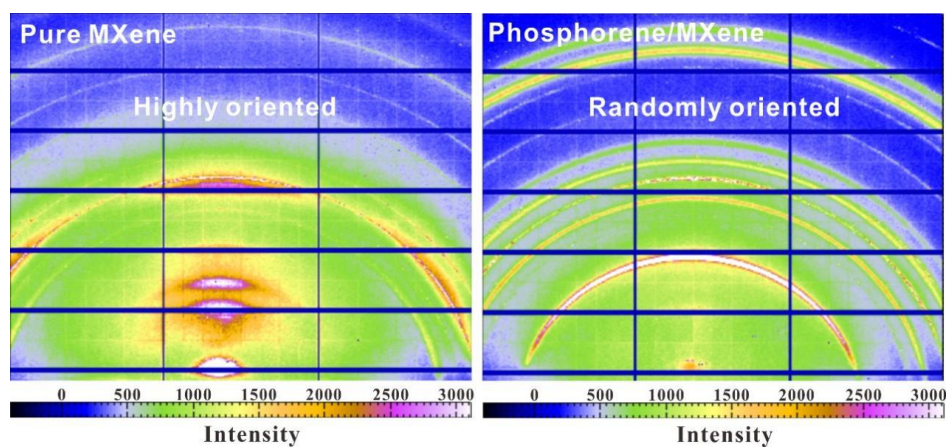 Pure MXene
Highly oriented
0 500 1000 1500 2000 2500 3000
Intensity
Phosphorene/MXene
Randomly oriented
0 500 1000 1500 2000 2500 3000
Intensity